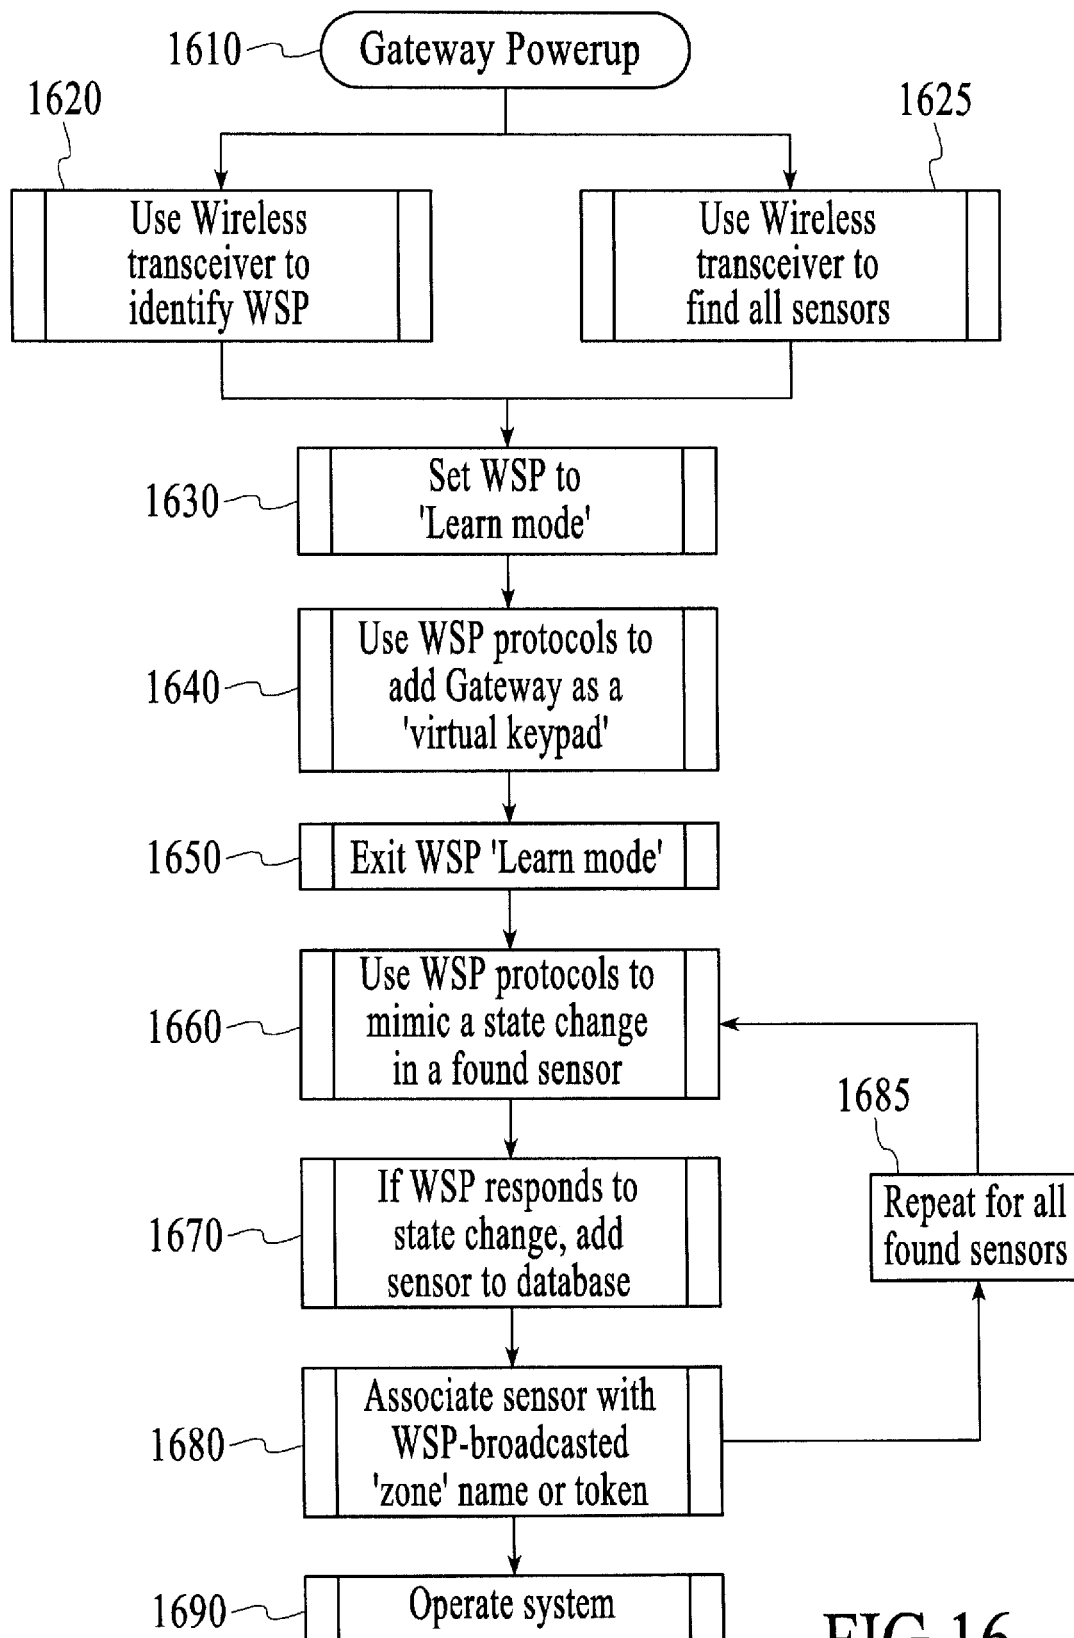 1610
Gateway Powerup
1620
1625
Use Wireless
transceiver to
identify WSP
Use Wireless
transceiver to
find all sensors
1630
Set WSP to
'Learn mode'
1640
Use WSP protocols to
add Gateway as a
'virtual keypad'
1650
Exit WSP 'Learn mode'
1660
Use WSP protocols to
mimic a state change
in a found sensor
1685
Repeat for all
found sensors
1670
If WSP responds to
state change, add
sensor to database
1680
Associate sensor with
WSP-broadcasted
'zone' name or token
1690
Operate system
FIG 16